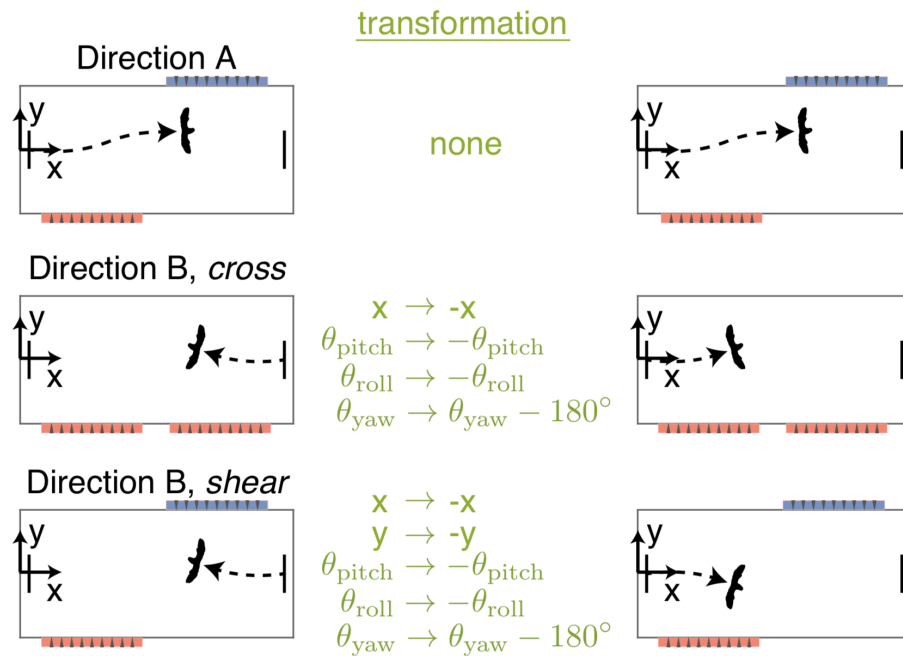 transformation
Direction A
y
x
none
y
x
Direction B, cross
y
x
x → -x
θpitch → −θpitch
θroll → −θroll
θyaw → θyaw − 180°
y
x
Direction B, shear
y
x
x → -x
y → -y
θpitch → −θpitch
θroll → −θroll
θyaw → θyaw − 180°
y
x